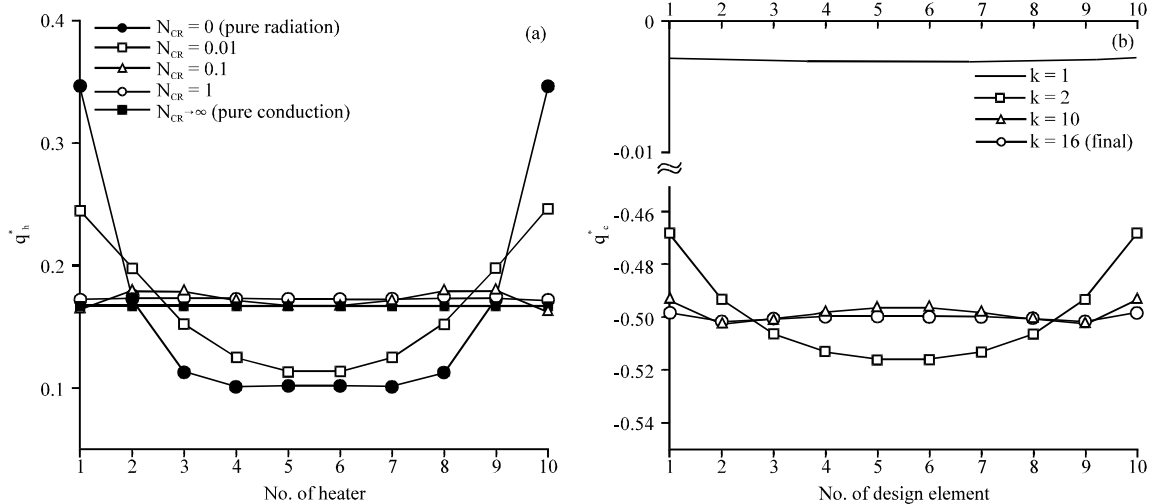 0.4
0.3
0.2
0.1
q*h
N_CR = 0 (pure radiation)
N_CR = 0.01
N_CR = 0.1
N_CR = 1
N_CR→∞ (pure conduction)
(a)
1 2 3 4 5 6 7 8 9 10
No. of heater
1 2 3 4 5 6 7 8 9 10
0
-0.01
-0.46
-0.48
-0.50
-0.52
-0.54
q*c
(b)
k = 1
k = 2
k = 10
k = 16 (final)
1 2 3 4 5 6 7 8 9 10
No. of design element